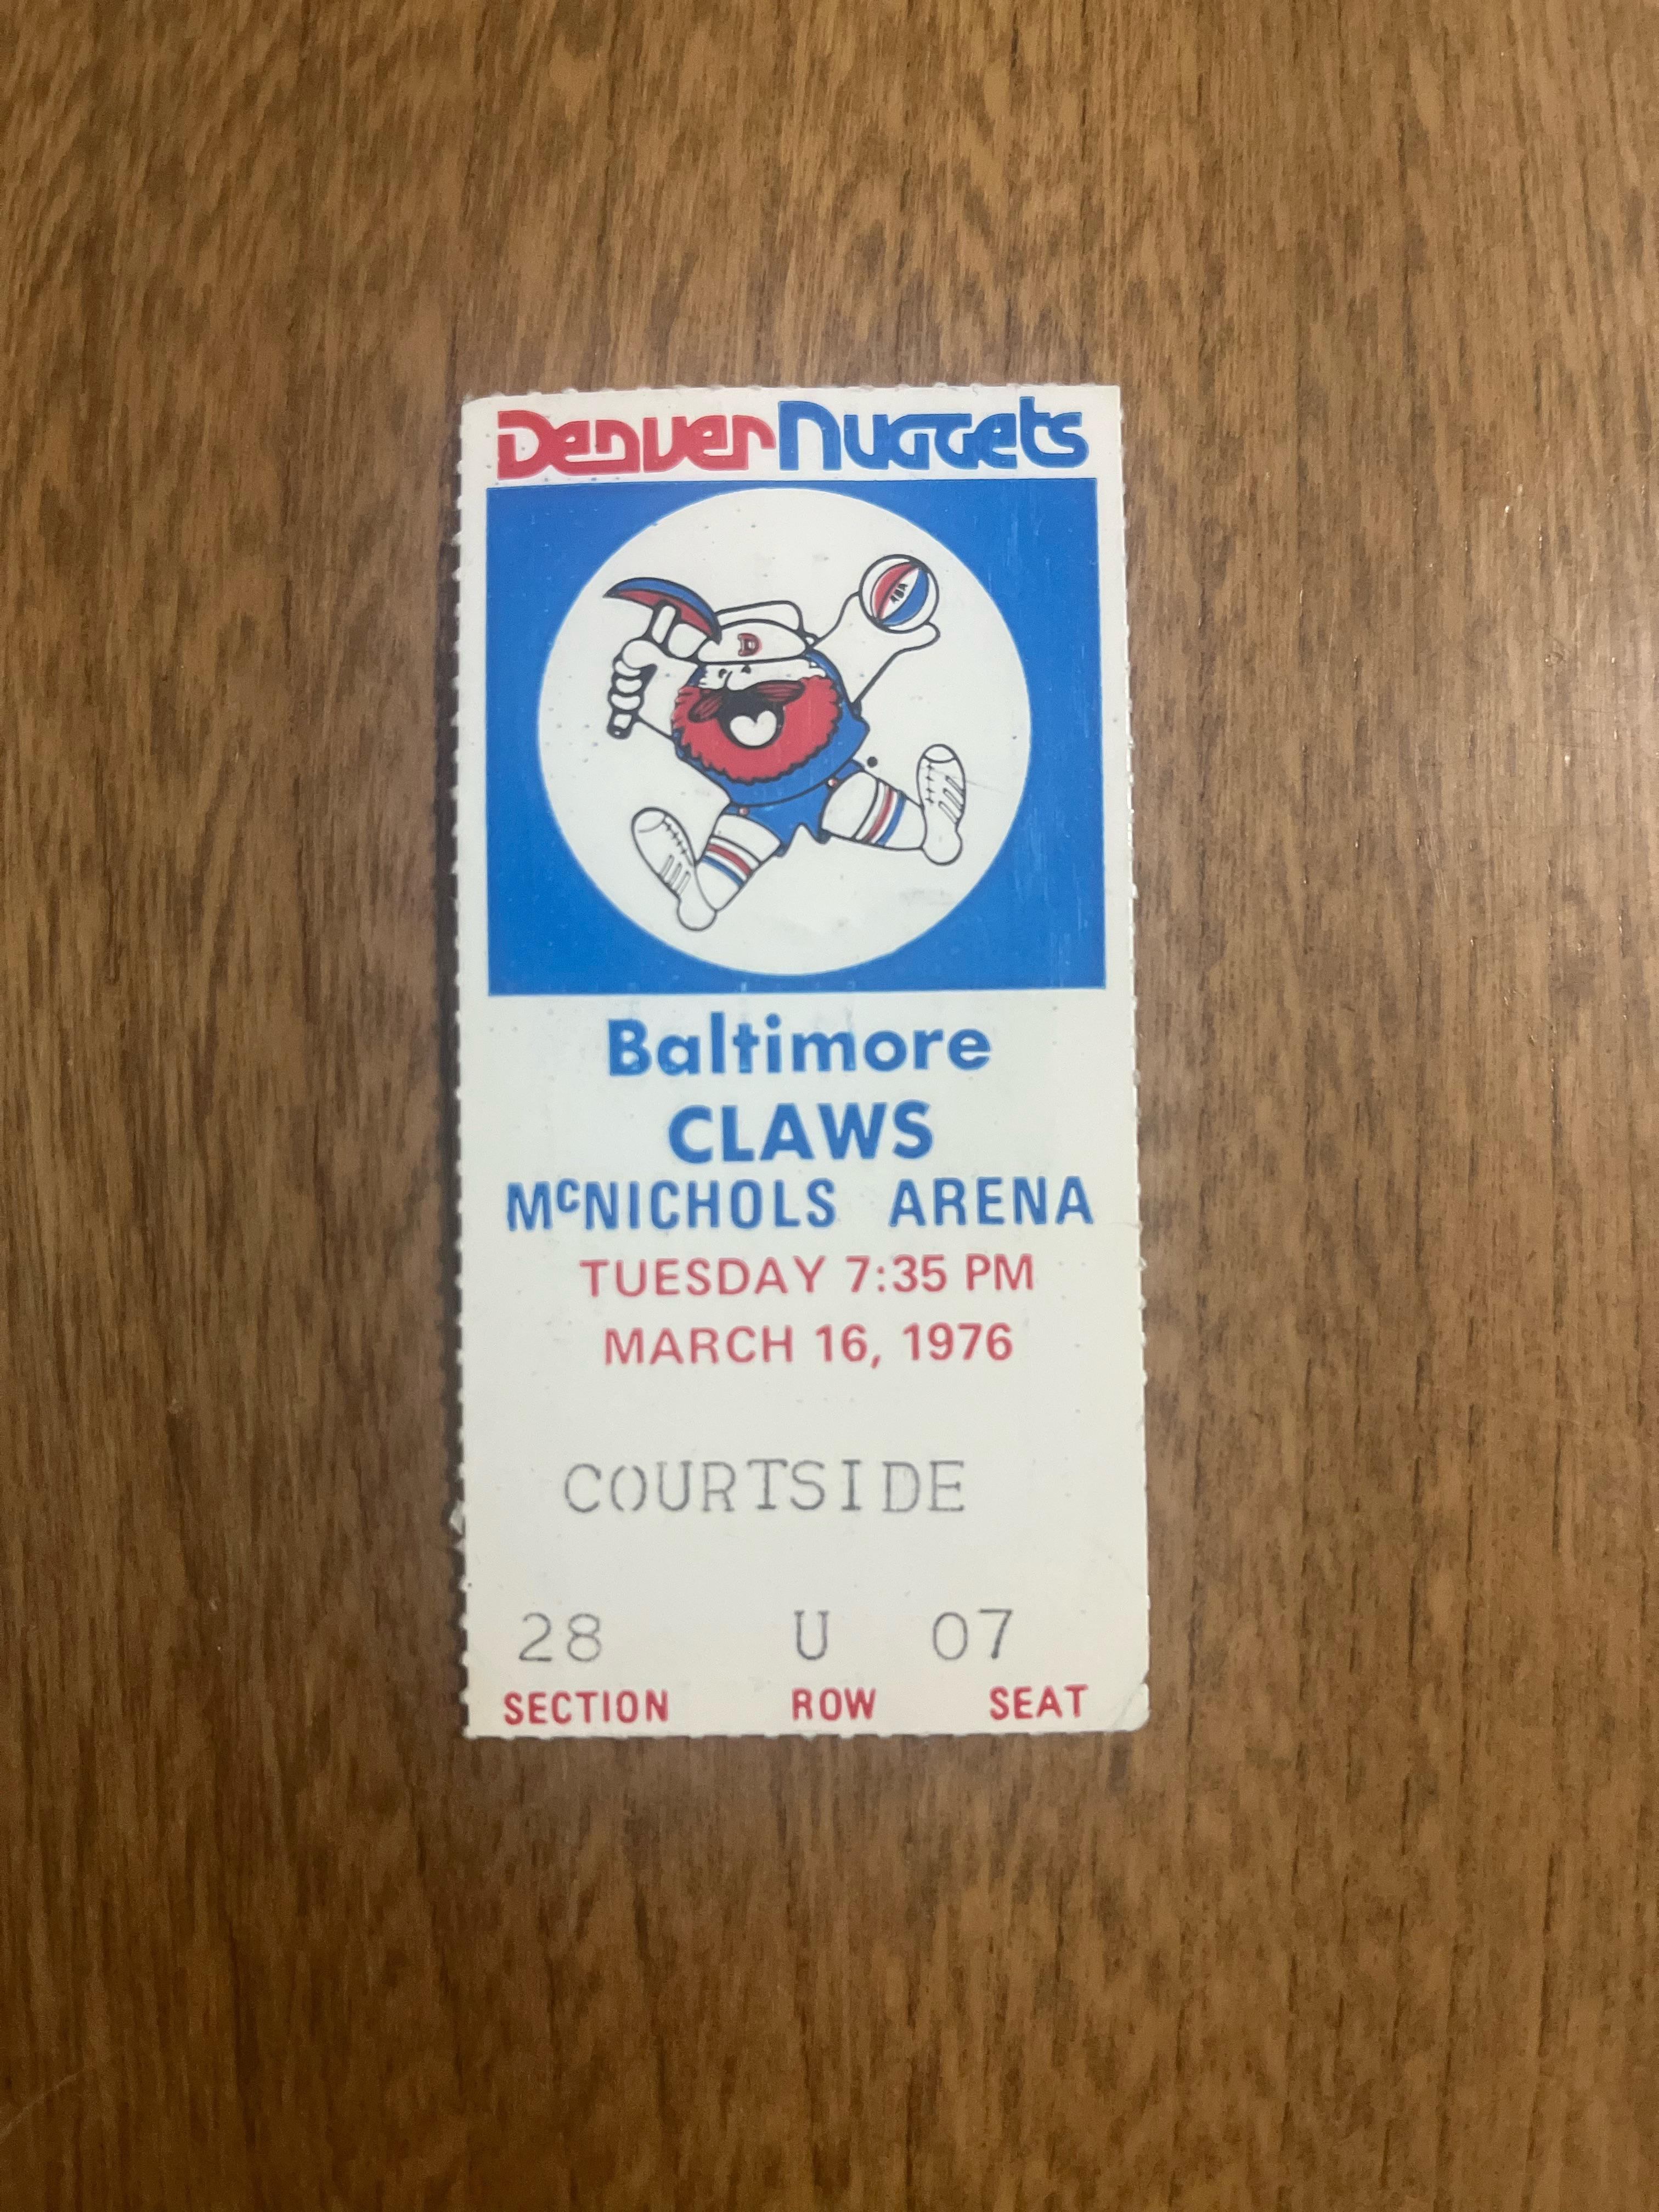 Denver Nuggets
ABA
D
Baltimore
CLAWS
McNICHOLS ARENA
TUESDAY 7:35 PM
MARCH 16, 1976
COURTSIDE
28 U 07
SECTION ROW SEAT